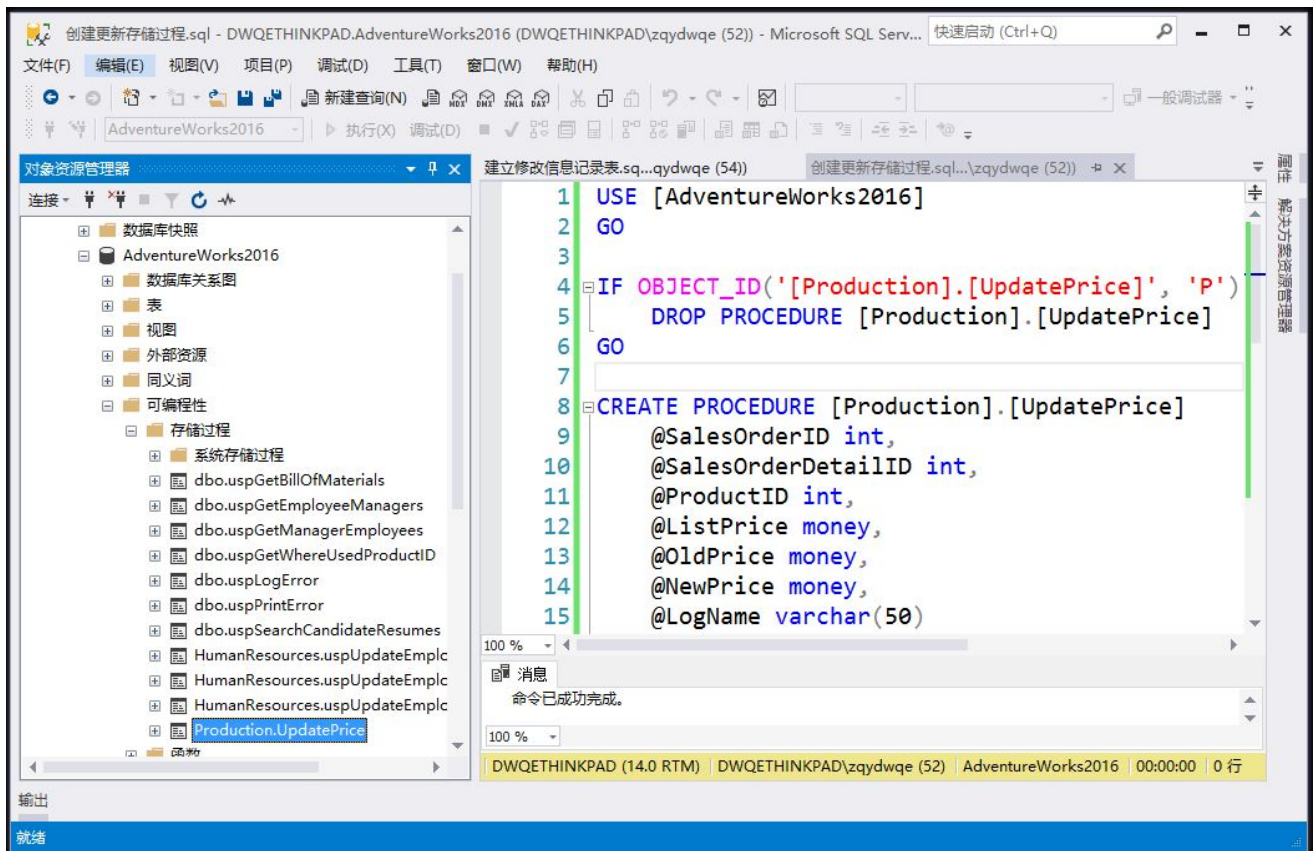 创建更新存储过程.sql - DWQETHINKPAD.AdventureWorks2016 (DWQETHINKPAD\zqydwqe (52)) - Microsoft SQL Serv...
快速启动 (Ctrl+Q)
文件(F) 编辑(E) 视图(V) 项目(P) 调试(D) 工具(T) 窗口(W) 帮助(H)
新建查询(N) MDX DMX XMLA DAX 一般调试器
AdventureWorks2016 执行(X) 调试(D)
对象资源管理器
连接
数据库快照
AdventureWorks2016
数据库关系图
表
视图
外部资源
同义词
可编程性
存储过程
系统存储过程
dbo.uspGetBillOfMaterials
dbo.uspGetEmployeeManagers
dbo.uspGetManagerEmployees
dbo.uspGetWhereUsedProductID
dbo.uspLogError
dbo.uspPrintError
dbo.uspSearchCandidateResumes
HumanResources.uspUpdateEmplc
HumanResources.uspUpdateEmplc
HumanResources.uspUpdateEmplc
Production.UpdatePrice
函数
建立修改信息记录表.sq...qydwqe (54))
创建更新存储过程.sql...\zqydwqe (52))
1 USE [AdventureWorks2016]
2 GO
3
4 IF OBJECT_ID('[Production].[UpdatePrice]', 'P')
5 DROP PROCEDURE [Production].[UpdatePrice]
6 GO
7
8 CREATE PROCEDURE [Production].[UpdatePrice]
9 @SalesOrderID int,
10 @SalesOrderDetailID int,
11 @ProductID int,
12 @ListPrice money,
13 @OldPrice money,
14 @NewPrice money,
15 @LogName varchar(50)
100 %
消息
命令已成功完成。
100 %
DWQETHINKPAD (14.0 RTM) DWQETHINKPAD\zqydwqe (52) AdventureWorks2016 00:00:00 0 行
属性
解决方案资源管理器
输出
就绪